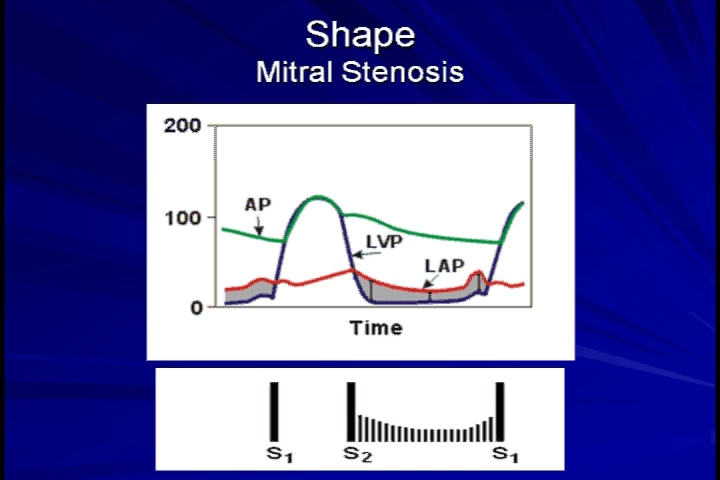 Shape
Mitral Stenosis
200
AP
100
LVP
LAP
0
Time
S1 S2 S1